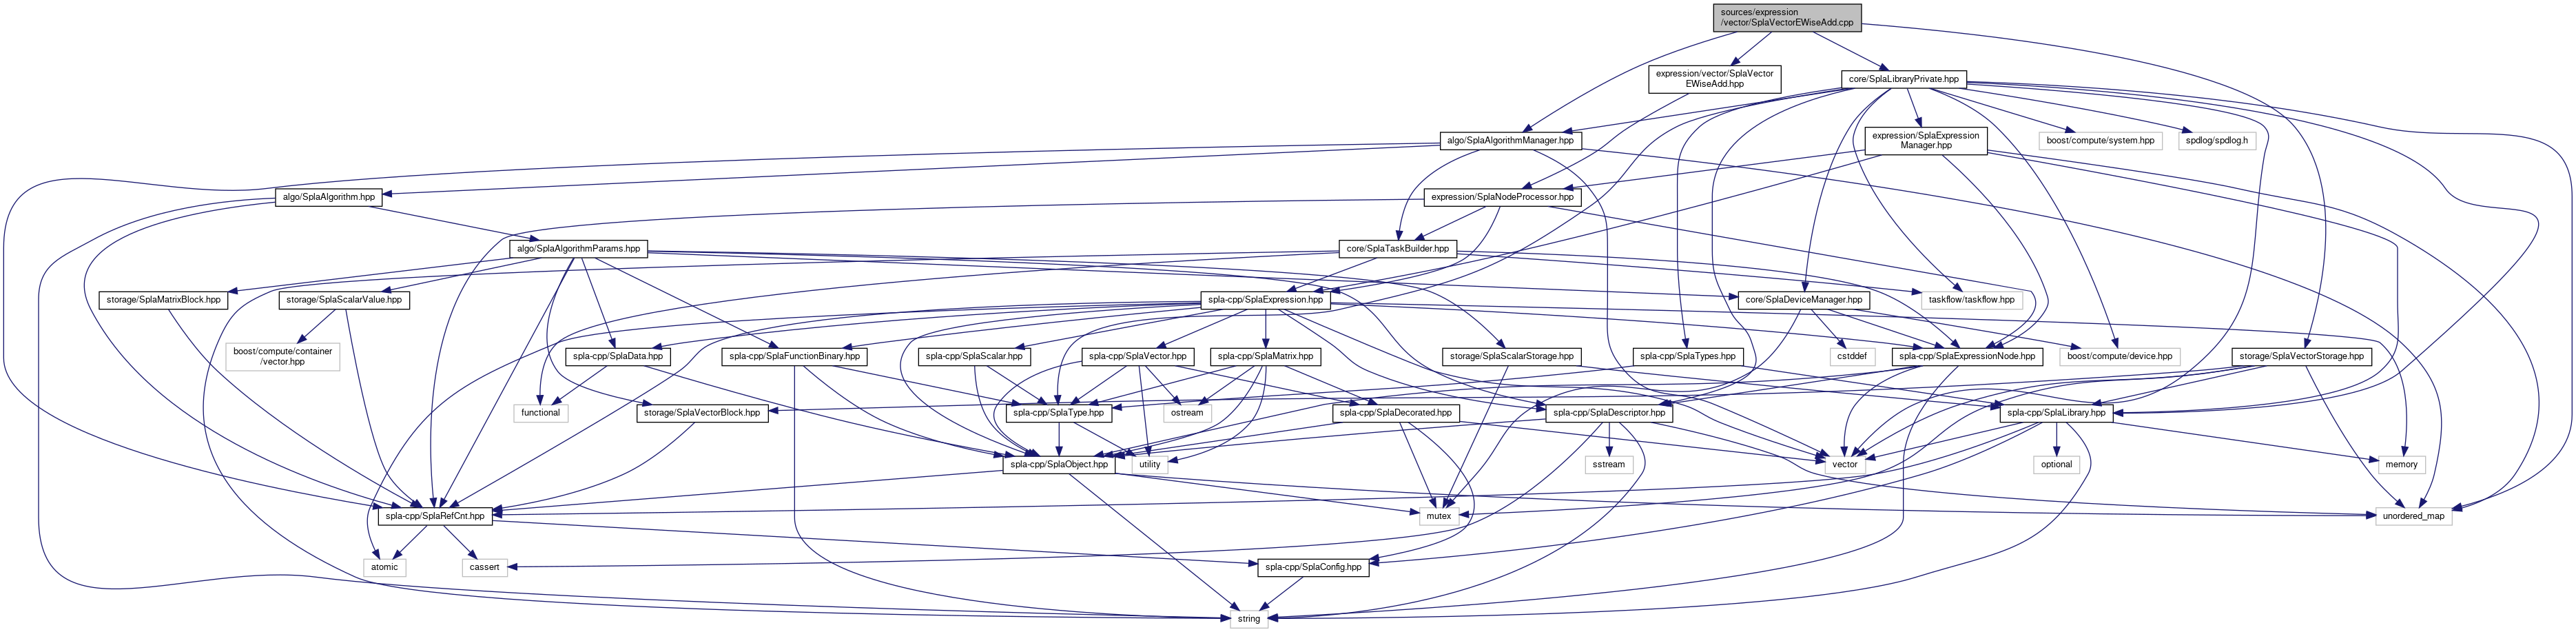 sources/expression
/vector/SplaVectorEWiseAdd.cpp
expression/vector/SplaVector
EWiseAdd.hpp
core/SplaLibraryPrivate.hpp
algo/SplaAlgorithmManager.hpp
expression/SplaExpression
Manager.hpp
boost/compute/system.hpp
spdlog/spdlog.h
algo/SplaAlgorithm.hpp
expression/SplaNodeProcessor.hpp
algo/SplaAlgorithmParams.hpp
core/SplaTaskBuilder.hpp
storage/SplaMatrixBlock.hpp
storage/SplaScalarValue.hpp
spla-cpp/SplaExpression.hpp
core/SplaDeviceManager.hpp
taskflow/taskflow.hpp
boost/compute/container
/vector.hpp
spla-cpp/SplaData.hpp
spla-cpp/SplaFunctionBinary.hpp
spla-cpp/SplaScalar.hpp
spla-cpp/SplaVector.hpp
spla-cpp/SplaMatrix.hpp
storage/SplaScalarStorage.hpp
spla-cpp/SplaTypes.hpp
cstddef
spla-cpp/SplaExpressionNode.hpp
boost/compute/device.hpp
storage/SplaVectorStorage.hpp
functional
storage/SplaVectorBlock.hpp
spla-cpp/SplaType.hpp
ostream
spla-cpp/SplaDecorated.hpp
spla-cpp/SplaDescriptor.hpp
spla-cpp/SplaLibrary.hpp
spla-cpp/SplaObject.hpp
utility
sstream
vector
optional
memory
spla-cpp/SplaRefCnt.hpp
mutex
unordered_map
atomic
cassert
spla-cpp/SplaConfig.hpp
string